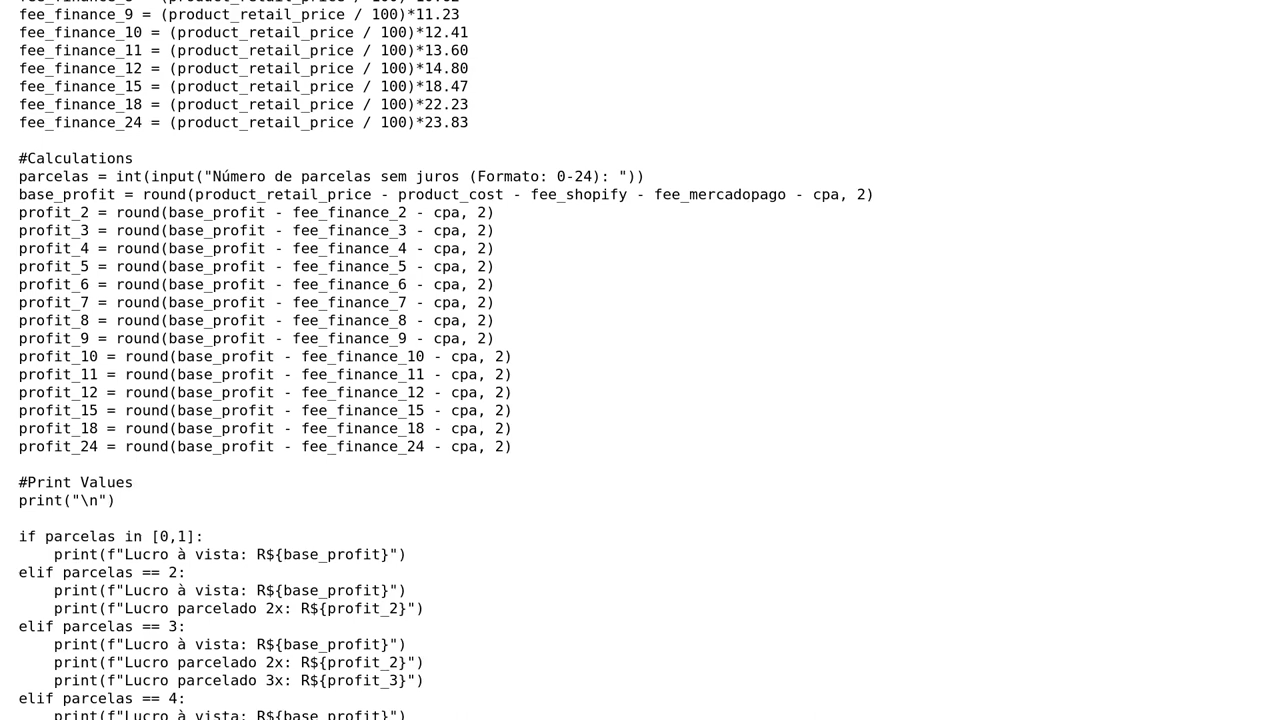 fee_finance_9 = (product_retail_price / 100)*11.23
fee_finance_10 = (product_retail_price / 100)*12.41
fee_finance_11 = (product_retail_price / 100)*13.60
fee_finance_12 = (product_retail_price / 100)*14.80
fee_finance_15 = (product_retail_price / 100)*18.47
fee_finance_18 = (product_retail_price / 100)*22.23
fee_finance_24 = (product_retail_price / 100)*23.83
#Calculations
parcelas = int(input("Número de parcelas sem juros (Formato: 0-24): "))
base_profit = round(product_retail_price - product_cost - fee_shopify - fee_mercadopago - cpa, 2)
profit_2 = round(base_profit - fee_finance_2 - cpa, 2)
profit_3 = round(base_profit - fee_finance_3 - cpa, 2)
profit_4 = round(base_profit - fee_finance_4 - cpa, 2)
profit_5 = round(base_profit - fee_finance_5 - cpa, 2)
profit_6 = round(base_profit - fee_finance_6 - cpa, 2)
profit_7 = round(base_profit - fee_finance_7 - cpa, 2)
profit_8 = round(base_profit - fee_finance_8 - cpa, 2)
profit_9 = round(base_profit - fee_finance_9 - cpa, 2)
profit_10 = round(base_profit - fee_finance_10 - cpa, 2)
profit_11 = round(base_profit - fee_finance_11 - cpa, 2)
profit_12 = round(base_profit - fee_finance_12 - cpa, 2)
profit_15 = round(base_profit - fee_finance_15 - cpa, 2)
profit_18 = round(base_profit - fee_finance_18 - cpa, 2)
profit_24 = round(base_profit - fee_finance_24 - cpa, 2)
#Print Values
print("\n")
if parcelas in [0,1]:
    print(f"Lucro à vista: R${base_profit}")
elif parcelas == 2:
    print(f"Lucro à vista: R${base_profit}")
    print(f"Lucro parcelado 2x: R${profit_2}")
elif parcelas == 3:
    print(f"Lucro à vista: R${base_profit}")
    print(f"Lucro parcelado 2x: R${profit_2}")
    print(f"Lucro parcelado 3x: R${profit_3}")
elif parcelas == 4:
    print(f"Lucro à vista: R${base_profit}")